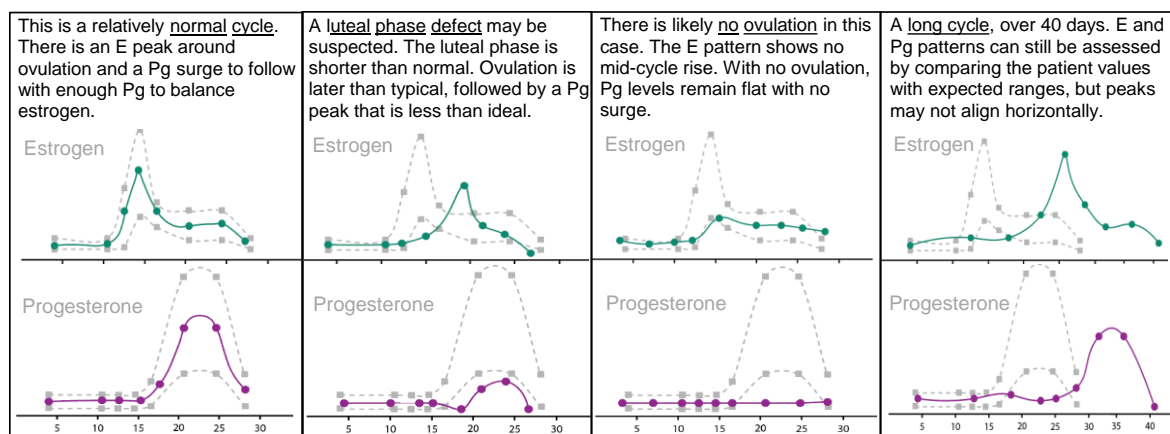 This is a relatively normal cycle.
There is an E peak around
ovulation and a Pg surge to follow
with enough Pg to balance
estrogen.
Estrogen
Progesterone
5 10 15 20 25 30
A luteal phase defect may be
suspected. The luteal phase is
shorter than normal. Ovulation is
later than typical, followed by a Pg
peak that is less than ideal.
Estrogen
Progesterone
5 10 15 20 25 30
There is likely no ovulation in this
case. The E pattern shows no
mid-cycle rise. With no ovulation,
Pg levels remain flat with no
surge.
Estrogen
Progesterone
5 10 15 20 25 30
A long cycle, over 40 days. E and
Pg patterns can still be assessed
by comparing the patient values
with expected ranges, but peaks
may not align horizontally.
Estrogen
Progesterone
5 10 15 20 25 30 35 40